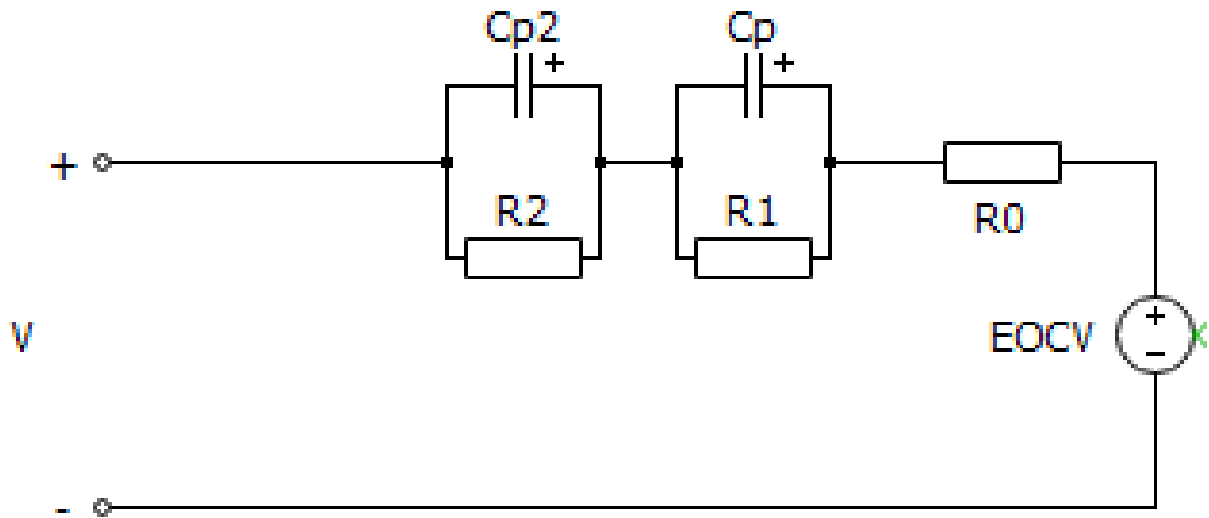 Cp2 Cp
+ +
+
R2 R1
R0
V
EOCV
+
-
-